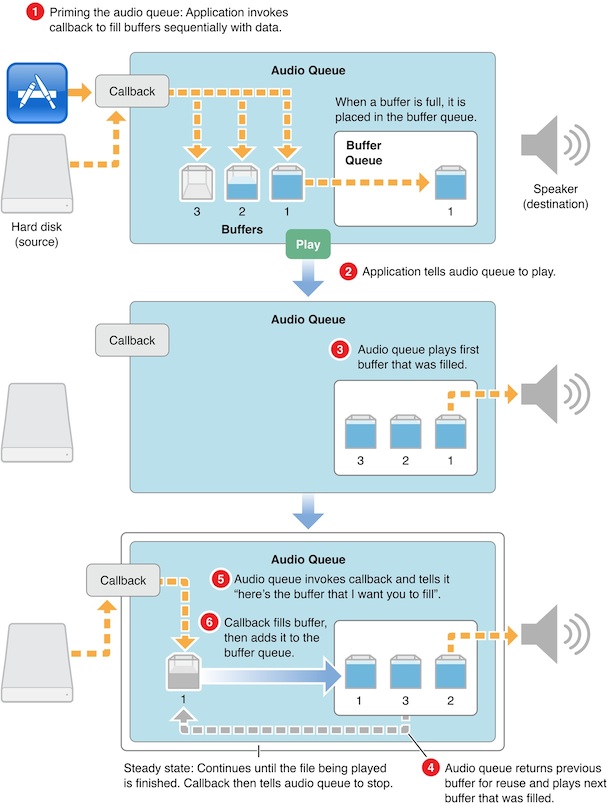 1 Priming the audio queue: Application invokes
callback to fill buffers sequentially with data.
Audio Queue
Callback
When a buffer is full, it is
placed in the buffer queue.
Buffer
Queue
3
2
1
1
Buffers
Hard disk
(source)
Speaker
(destination)
Play
2 Application tells audio queue to play.
Audio Queue
Callback
3 Audio queue plays first
buffer that was filled.
3
2
1
Audio Queue
Callback
5 Audio queue invokes callback and tells it
“here’s the buffer that I want you to fill”.
6 Callback fills buffer,
then adds it to the
buffer queue.
1
1
3
2
Steady state: Continues until the file being played
is finished. Callback then tells audio queue to stop.
4 Audio queue returns previous
buffer for reuse and plays next
buffer that was filled.